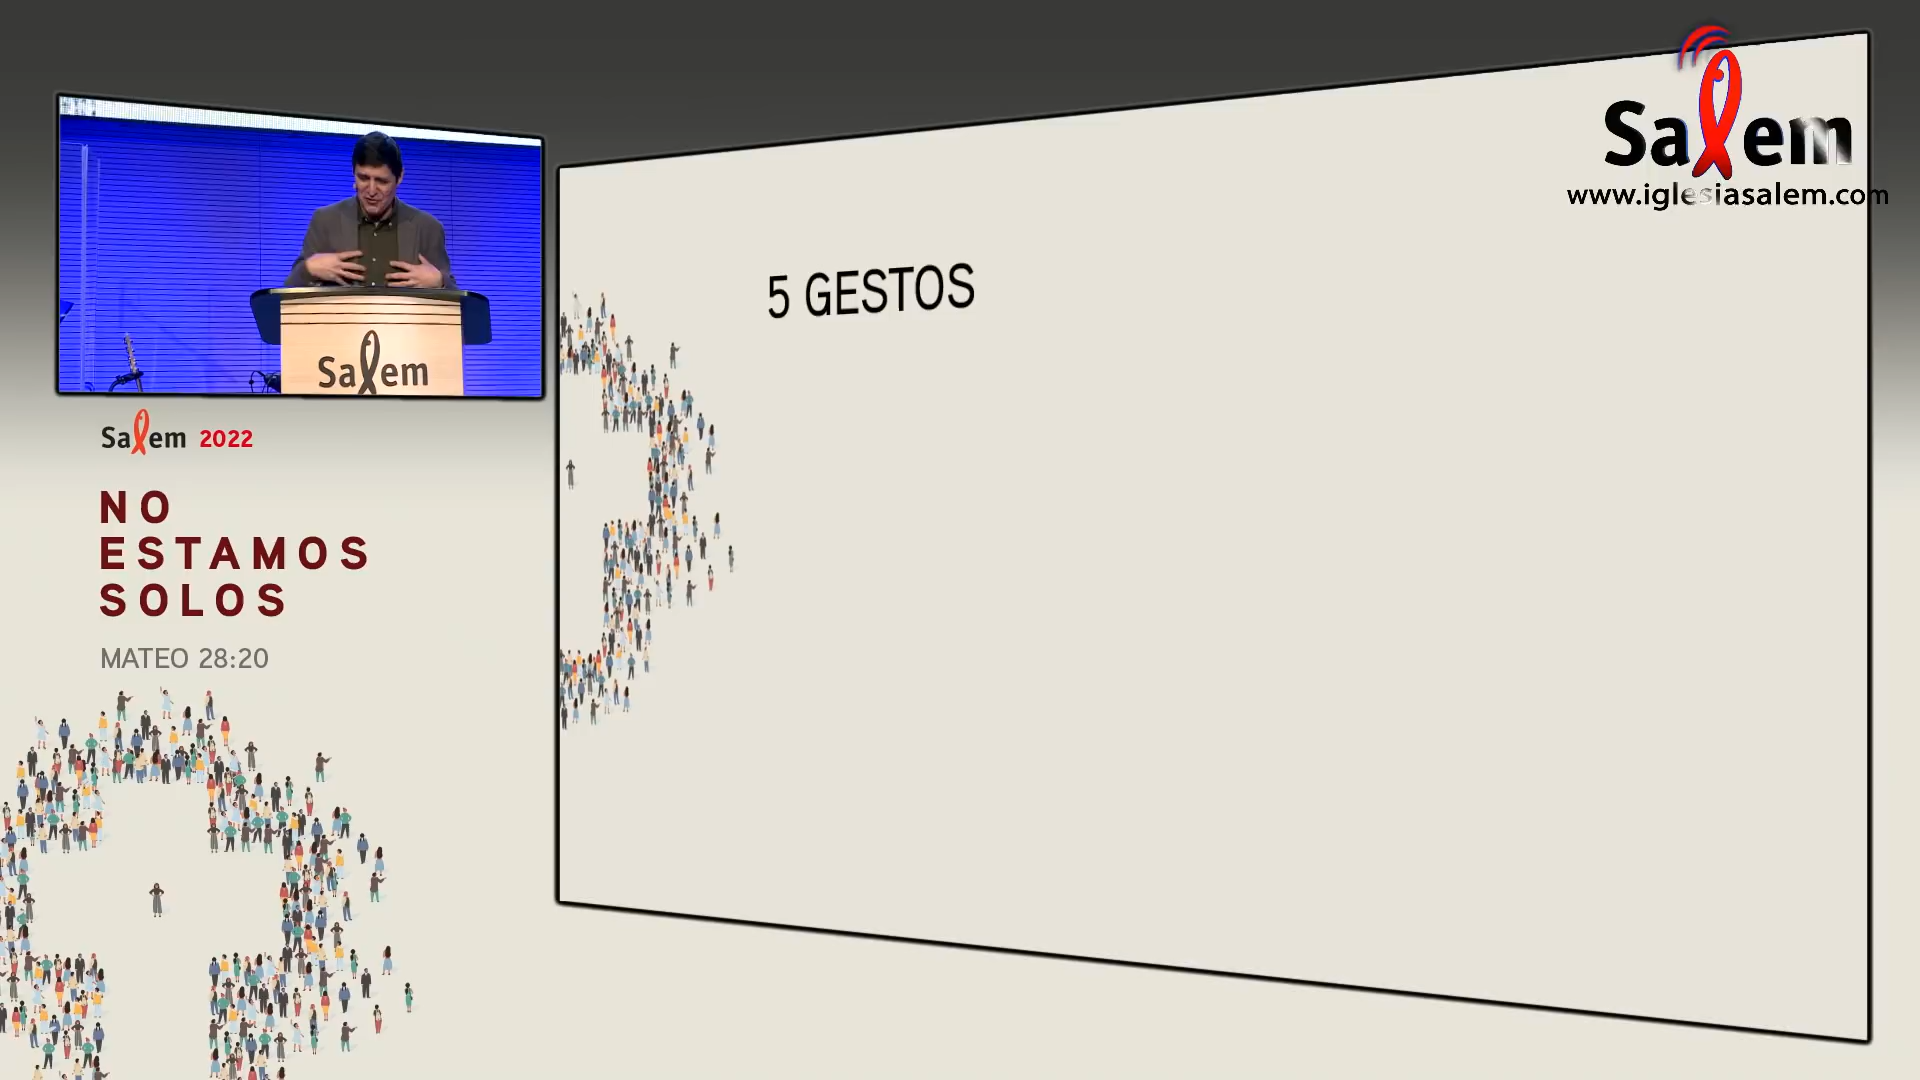 Salem
www.iglesiasalem.com
5 GESTOS
Salem
Salem 2022
NO
ESTAMOS
SOLOS
MATEO 28:20